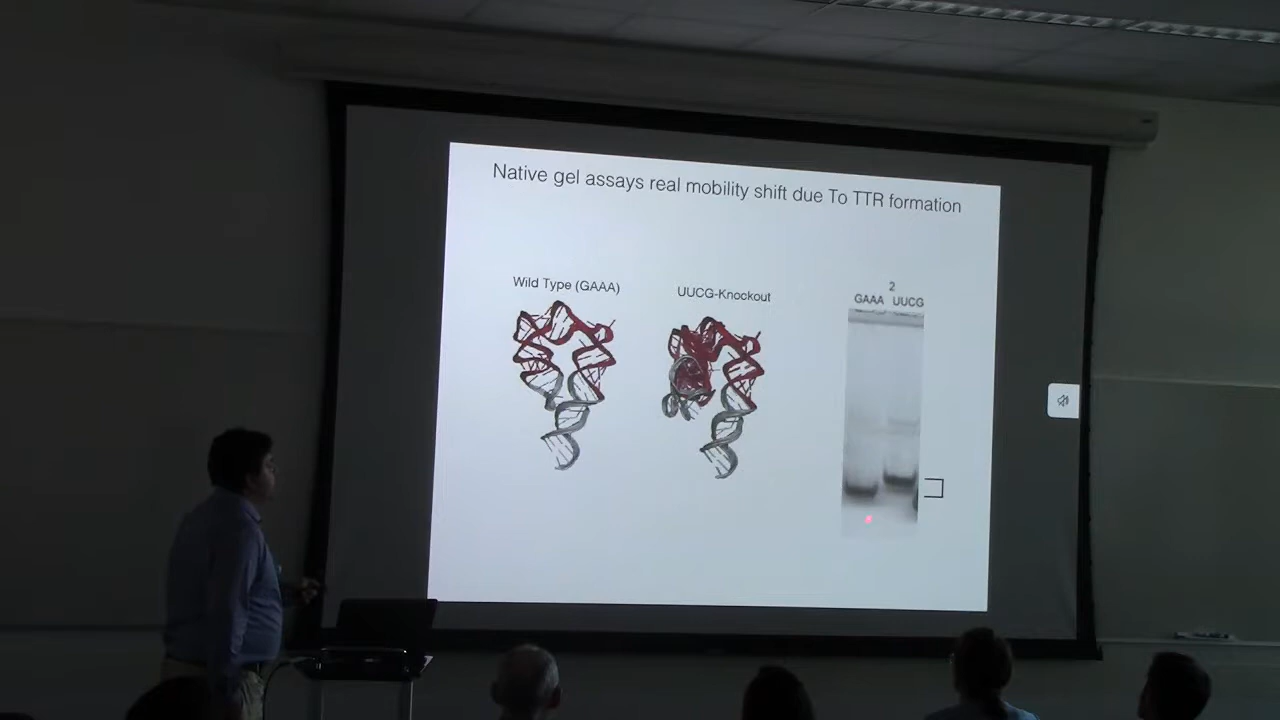 Native gel assays real mobility shift due To TTR formation
Wild Type (GAAA)
UUCG-Knockout
2
GAAA UUCG